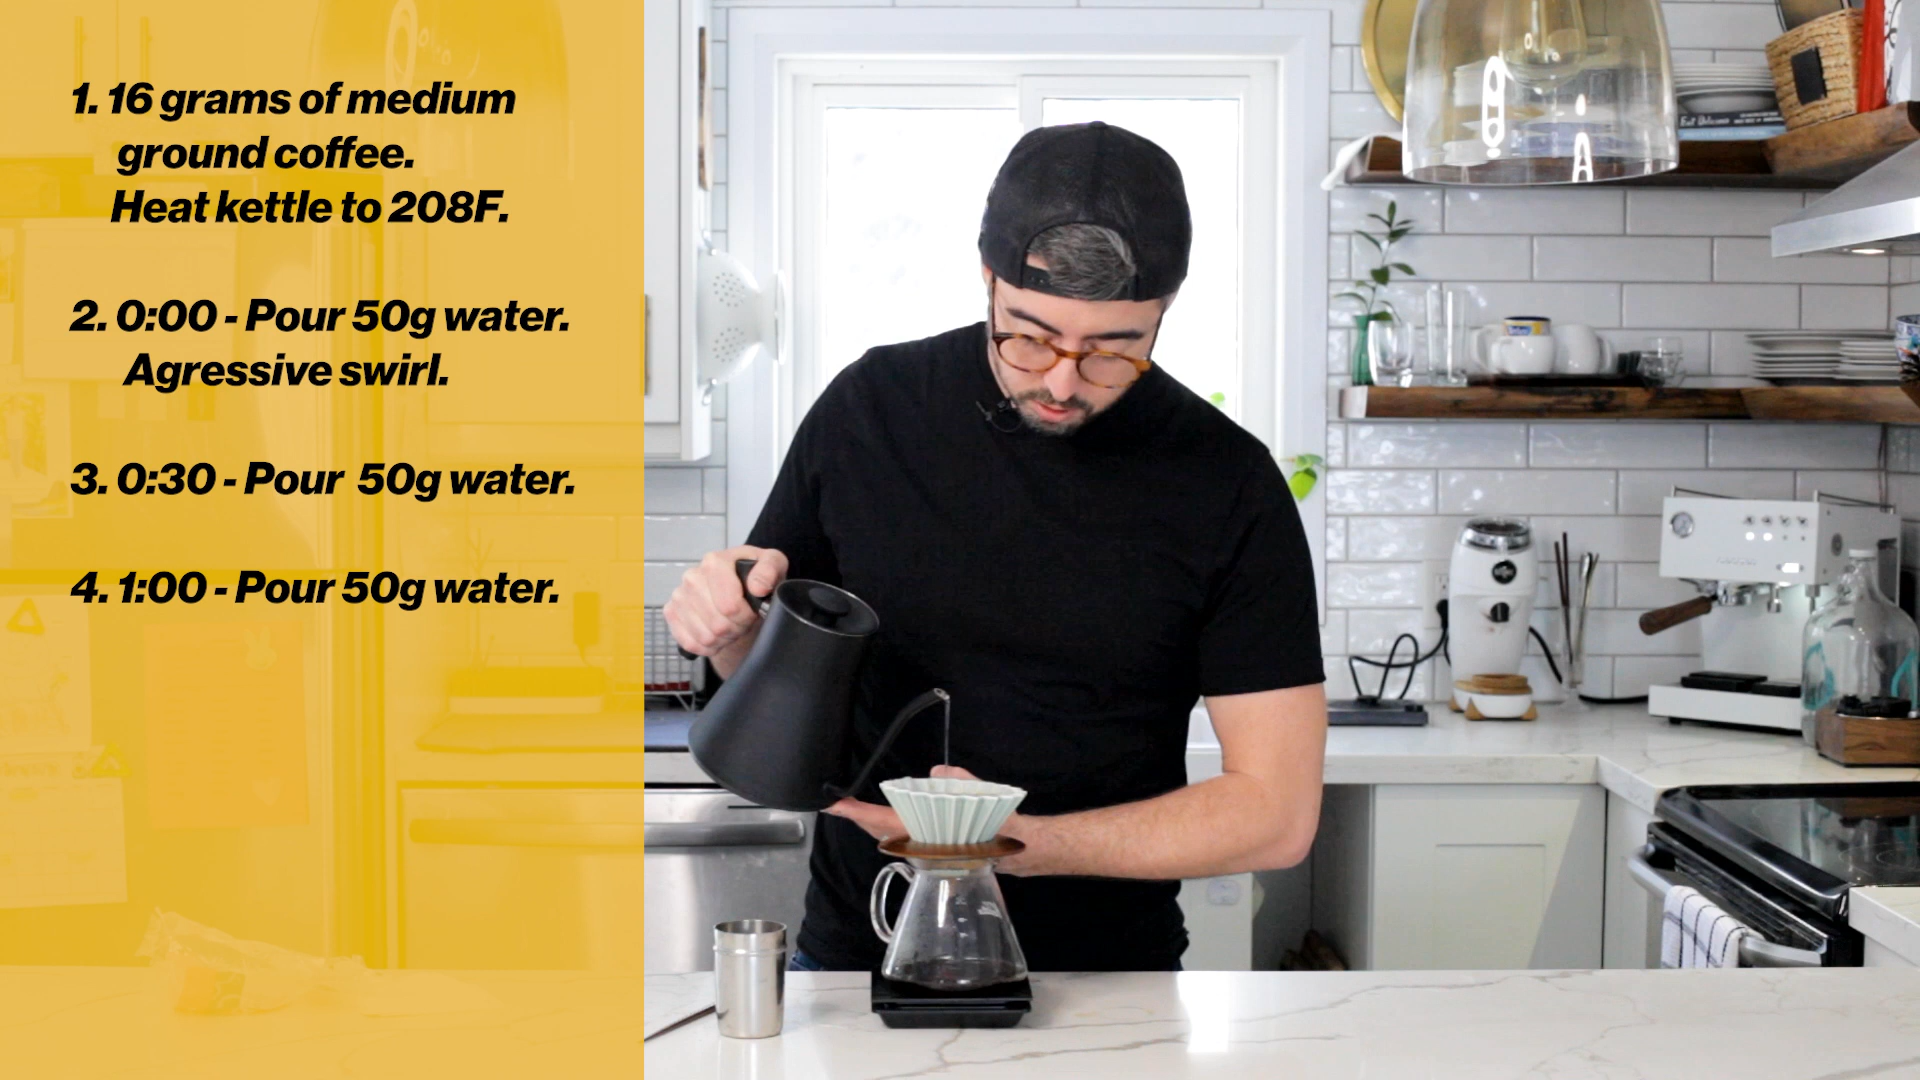 1. 16 grams of medium
ground coffee.
Heat kettle to 208F.
2. 0:00 - Pour 50g water.
Agressive swirl.
3. 0:30 - Pour 50g water.
4. 1:00 - Pour 50g water.